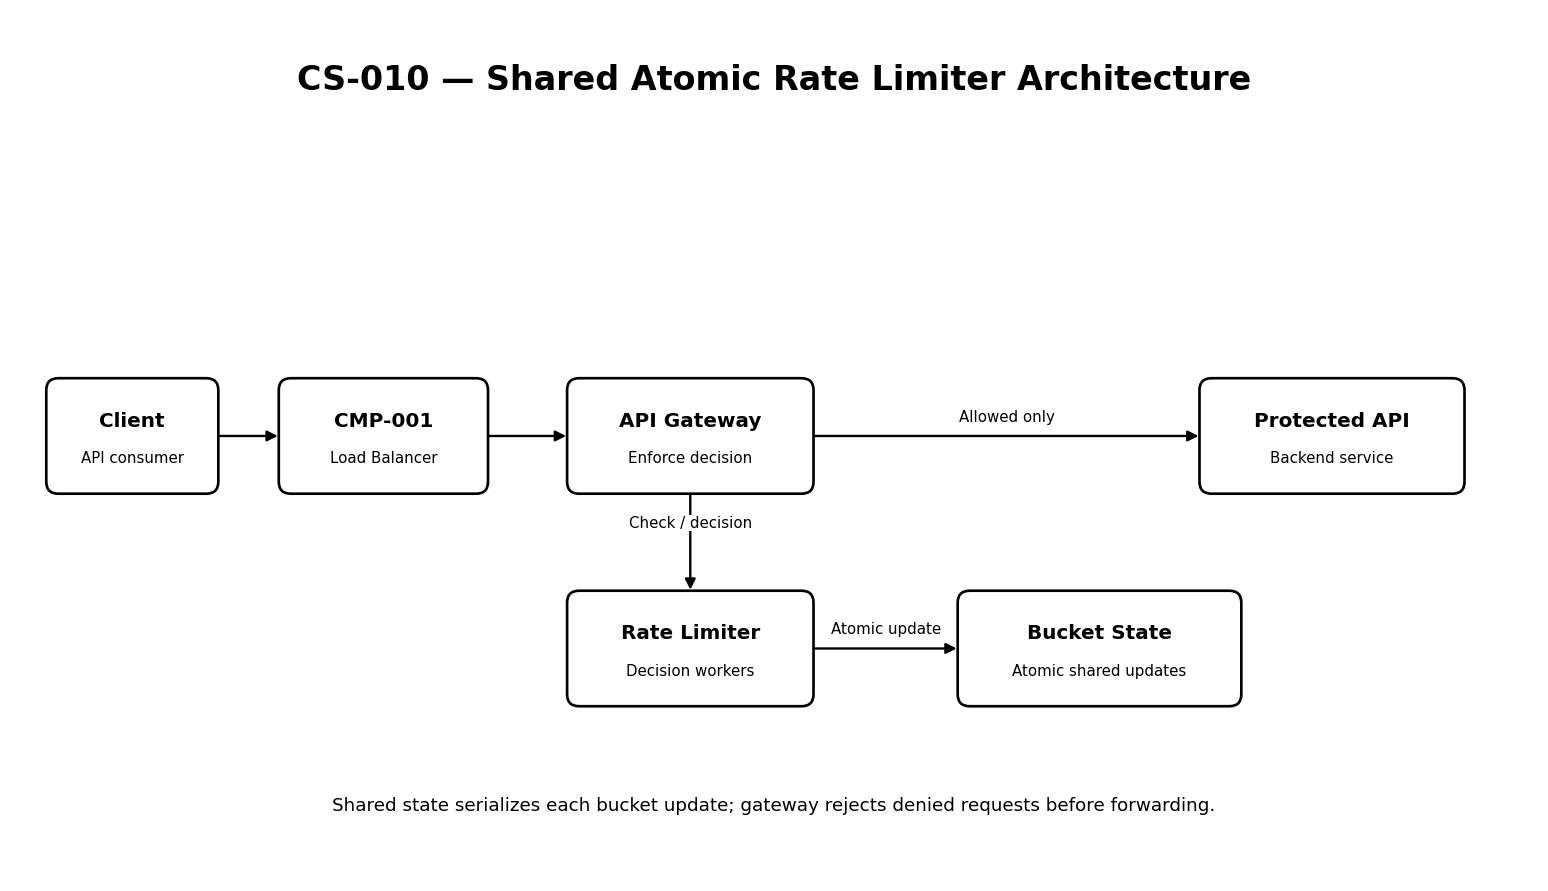 CS-010 — Shared Atomic Rate Limiter Architecture
Client
API consumer
CMP-001
Load Balancer
API Gateway
Enforce decision
Allowed only
Protected API
Backend service
Check / decision
Rate Limiter
Decision workers
Atomic update
Bucket State
Atomic shared updates
Shared state serializes each bucket update; gateway rejects denied requests before forwarding.